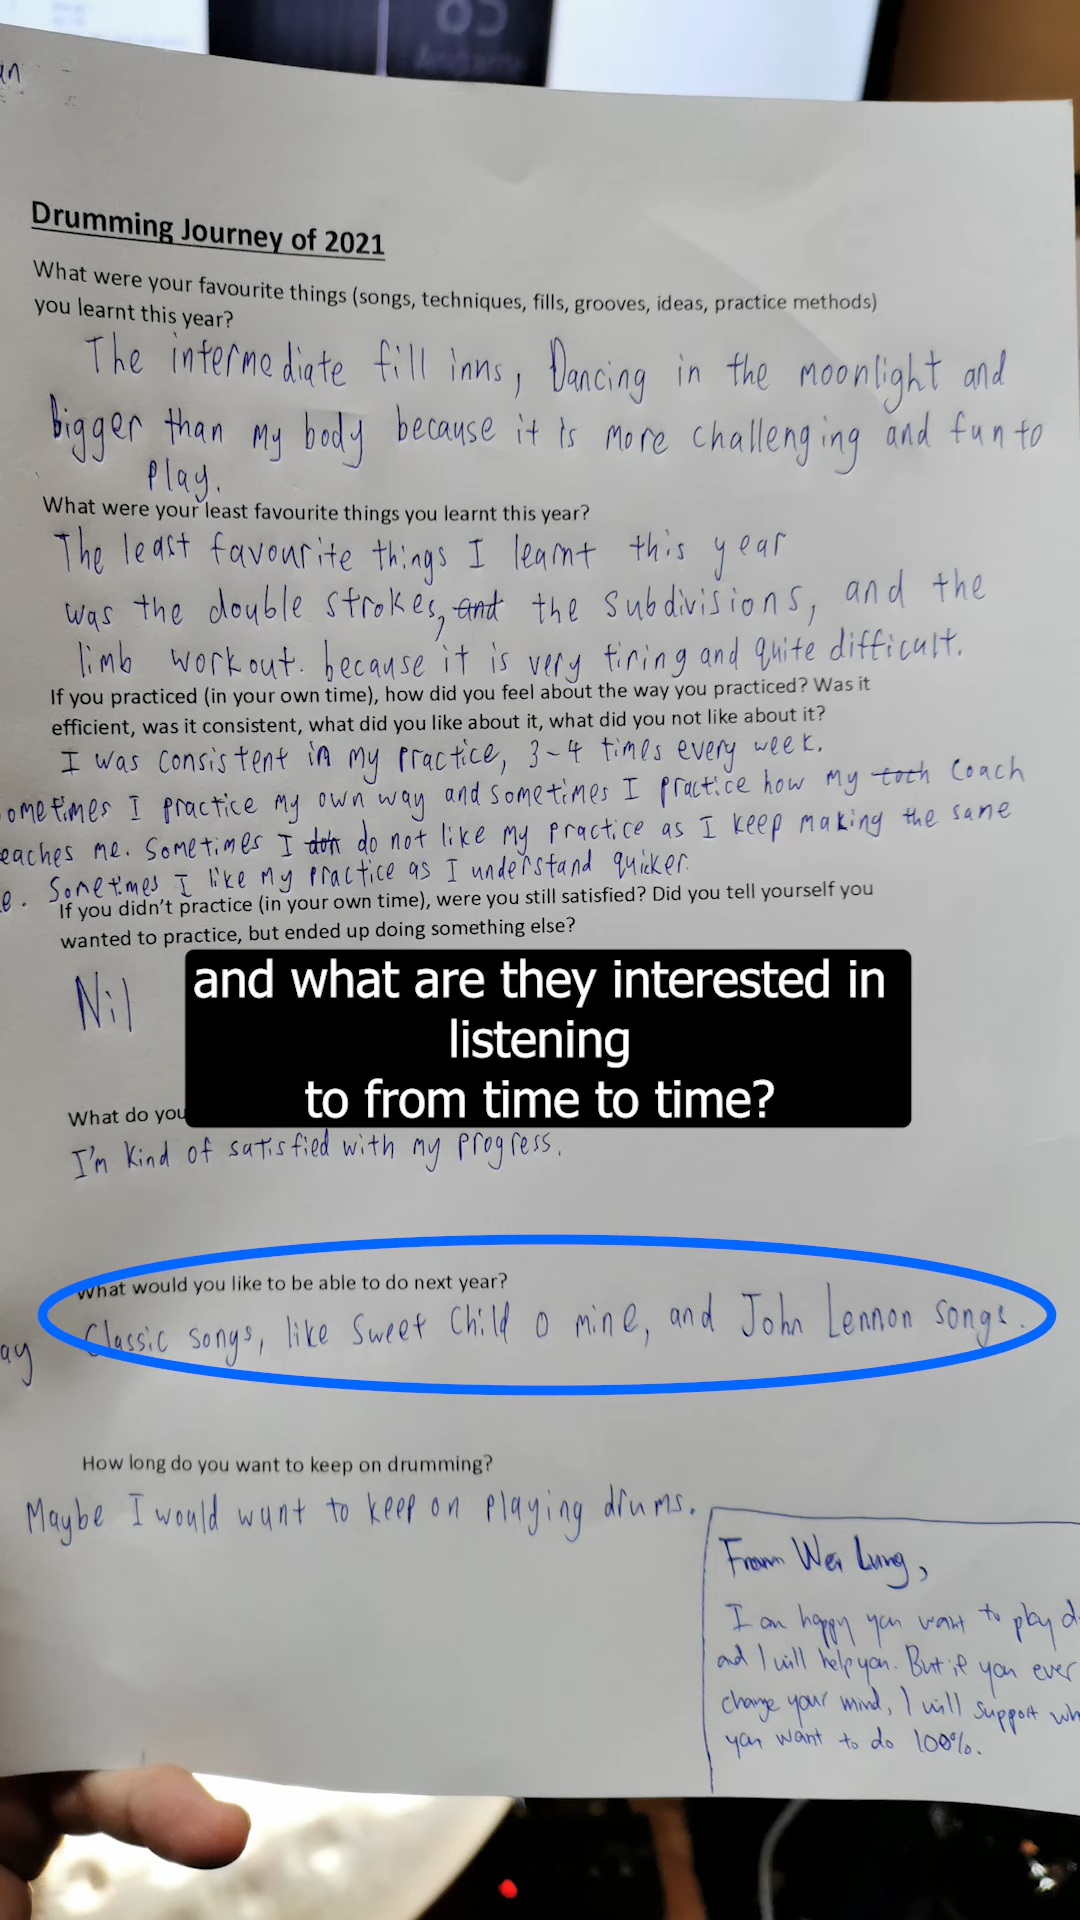 an
Drumming Journey of 2021
What were your favourite things (songs, techniques, fills, grooves, ideas, practice methods)
you learnt this year?
The intermediate fill inns, Dancing in the moonlight and
bigger than my body because it is more challenging and fun to
play.
What were your least favourite things you learnt this year?
The least favourite things I learnt this year
was the double strokes, and the subdivisions, and the
limb workout. because it is very tiring and quite difficult.
If you practiced (in your own time), how did you feel about the way you practiced? Was it
efficient, was it consistent, what did you like about it, what did you not like about it?
I was consistent in my practice, 3-4 times every week.
ometimes I practice my own way and sometimes I practice how my toch coach
eaches me. Sometimes I don do not like my practice as I keep making the same
e. Sometimes I like my practice as I understand quicker.
If you didn't practice (in your own time), were you still satisfied? Did you tell yourself you
wanted to practice, but ended up doing something else?
Nil
and what are they interested in
listening
to from time to time?
What do you
I'm kind of satisfied with my progress.
What would you like to be able to do next year?
ay Classic songs, like Sweet Child o mine, and John Lennon songs.
How long do you want to keep on drumming?
Maybe I would want to keep on playing drums.
From Wei Lung,
I am happy you want to play d
and I will help you. But if you ever
change your mind, I will support wh
you want to do 100%.